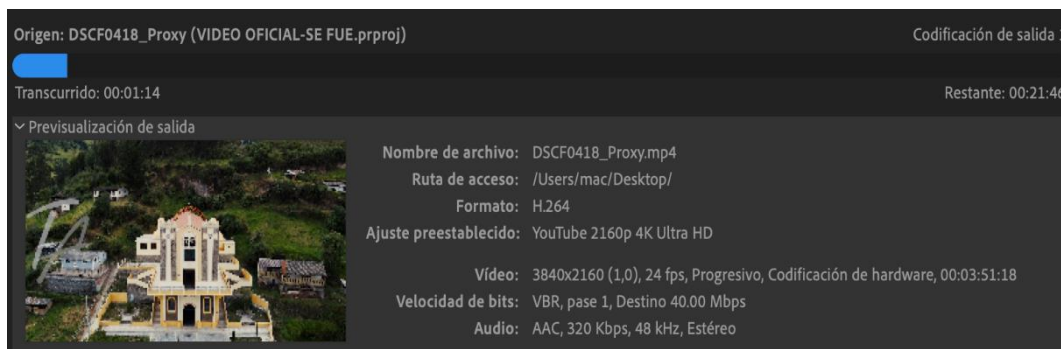 Origen: DSCF0418_Proxy (VIDEO OFICIAL-SE FUE.prproj)
Codificación de salida
Transcurrido: 00:01:14
Restante: 00:21:46
Previsualización de salida
Nombre de archivo: DSCF0418_Proxy.mp4
Ruta de acceso: /Users/mac/Desktop/
Formato: H.264
Ajuste preestablecido: YouTube 2160p 4K Ultra HD
Vídeo: 3840x2160 (1,0), 24 fps, Progresivo, Codificación de hardware, 00:03:51:18
Velocidad de bits: VBR, pase 1, Destino 40.00 Mbps
Audio: AAC, 320 Kbps, 48 kHz, Estéreo